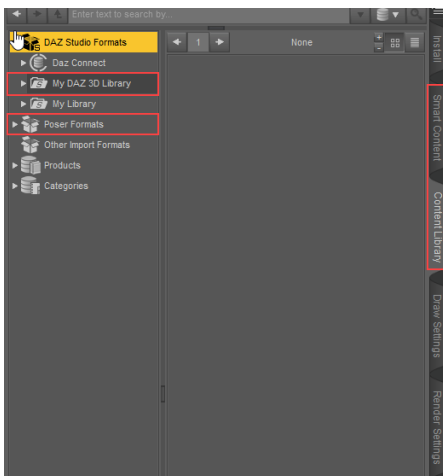 Enter text to search by...
DAZ Studio Formats
1
None
Daz Connect
My DAZ 3D Library
My Library
Poser Formats
Other Import Formats
Products
Categories
Install
Smart Content
Content Library
Draw Settings
Render Settings